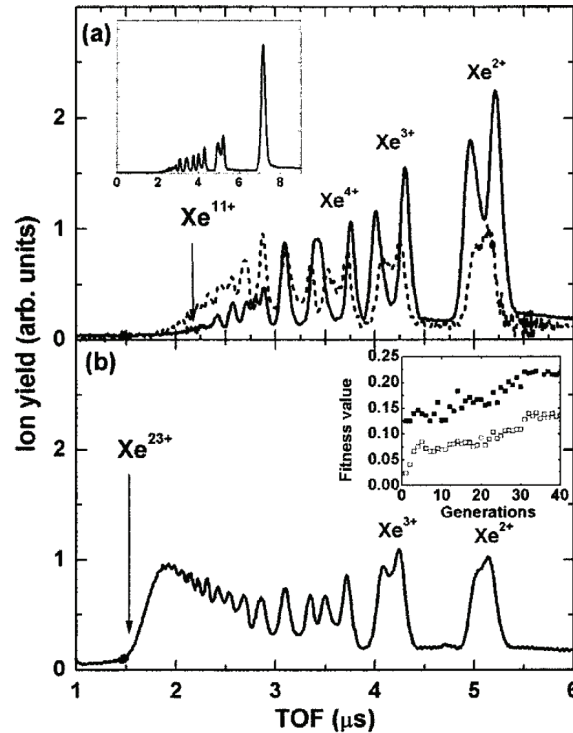 (a)
0 2 4 6 8
Xe2+
Xe3+
Xe4+
Xe11+
2
1
0
Ion yield (arb. units)
(b)
Xe23+
0.25
0.20
0.15
0.10
0.05
0.00
Fitness value
0 10 20 30 40
Generations
Xe3+
Xe2+
2
1
0
1 2 3 4 5 6
TOF (μs)